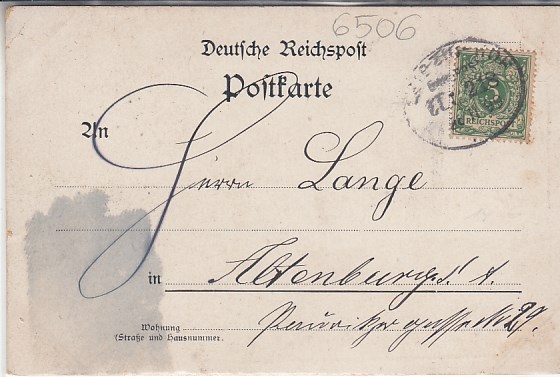 6506
Deutsche Reichspost
Postkarte
5
REICHSPOST
An
Herrn Lange
in Altenburg S. A.
Wohnung
(Straße und Hausnummer.